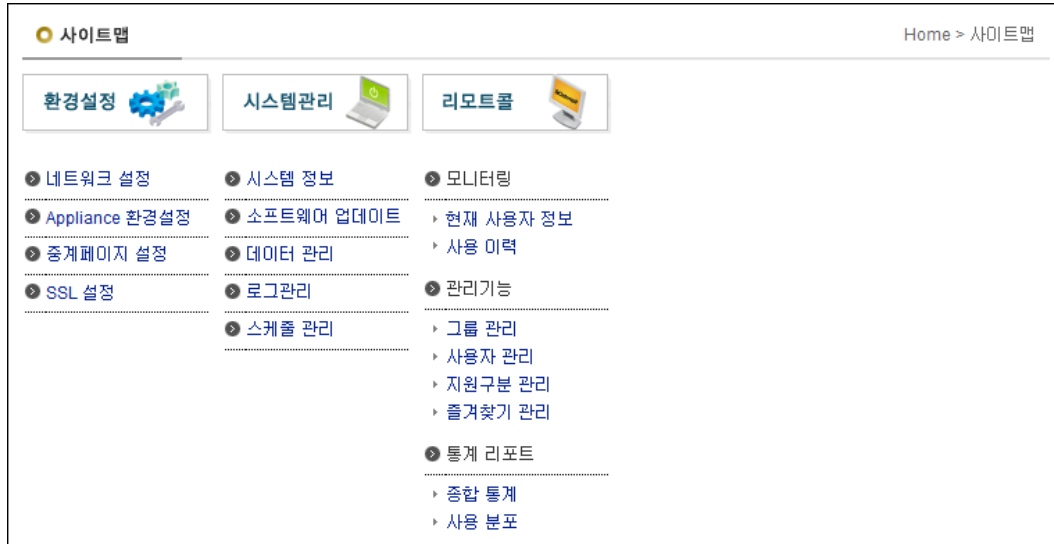 사이트맵
Home > 사이트맵
환경설정
시스템관리
리모트콜
네트워크 설정
Appliance 환경설정
중계페이지 설정
SSL 설정
시스템 정보
소프트웨어 업데이트
데이터 관리
로그관리
스케줄 관리
모니터링
현재 사용자 정보
사용 이력
관리기능
그룹 관리
사용자 관리
지원구분 관리
즐겨찾기 관리
통계 리포트
종합 통계
사용 분포